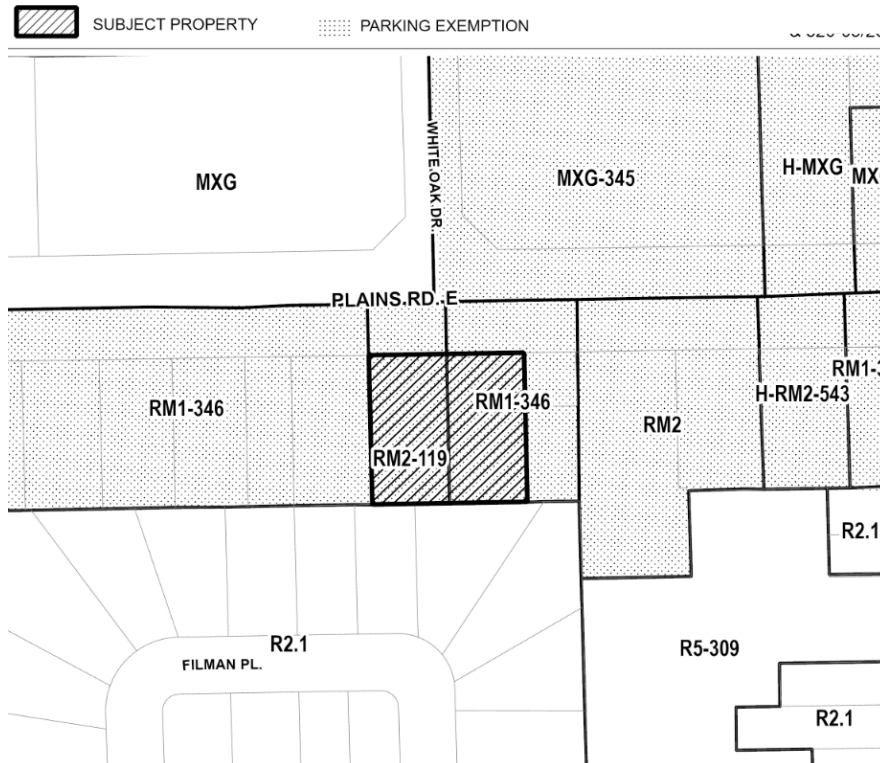 SUBJECT PROPERTY
PARKING EXEMPTION
MXG
WHITE OAK DR.
MXG-345
H-MXG
PLAINS RD. E
RM1-346
RM2-119
RM1-346
RM2
H-RM2-543
R2.1
R2.1
FILMAN PL.
R5-309
R2.1